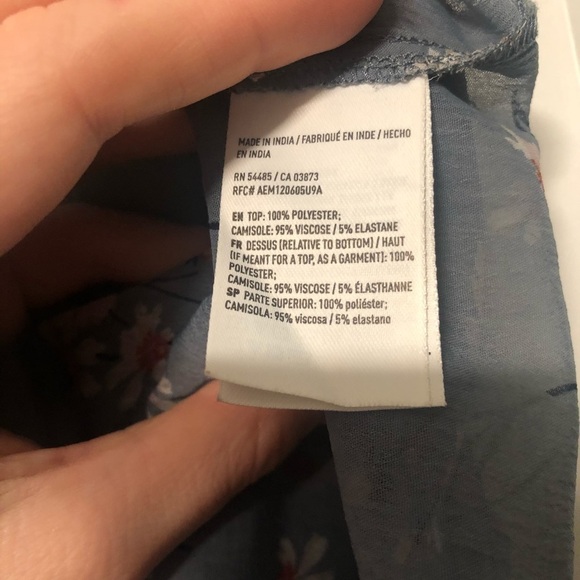 MADE IN INDIA / FABRIQUÉ EN INDE / HECHO
EN INDIA
RN 54485 / CA 03873
RFC# AEM120605U9A
EN TOP: 100% POLYESTER;
CAMISOLE: 95% VISCOSE / 5% ELASTANE
FR DESSUS (RELATIVE TO BOTTOM) / HAUT
(IF MEANT FOR A TOP, AS A GARMENT): 100%
POLYESTER;
CAMISOLE: 95% VISCOSE / 5% ÉLASTHANNE
SP PARTE SUPERIOR: 100% poliéster;
CAMISOLA: 95% viscosa / 5% elastano